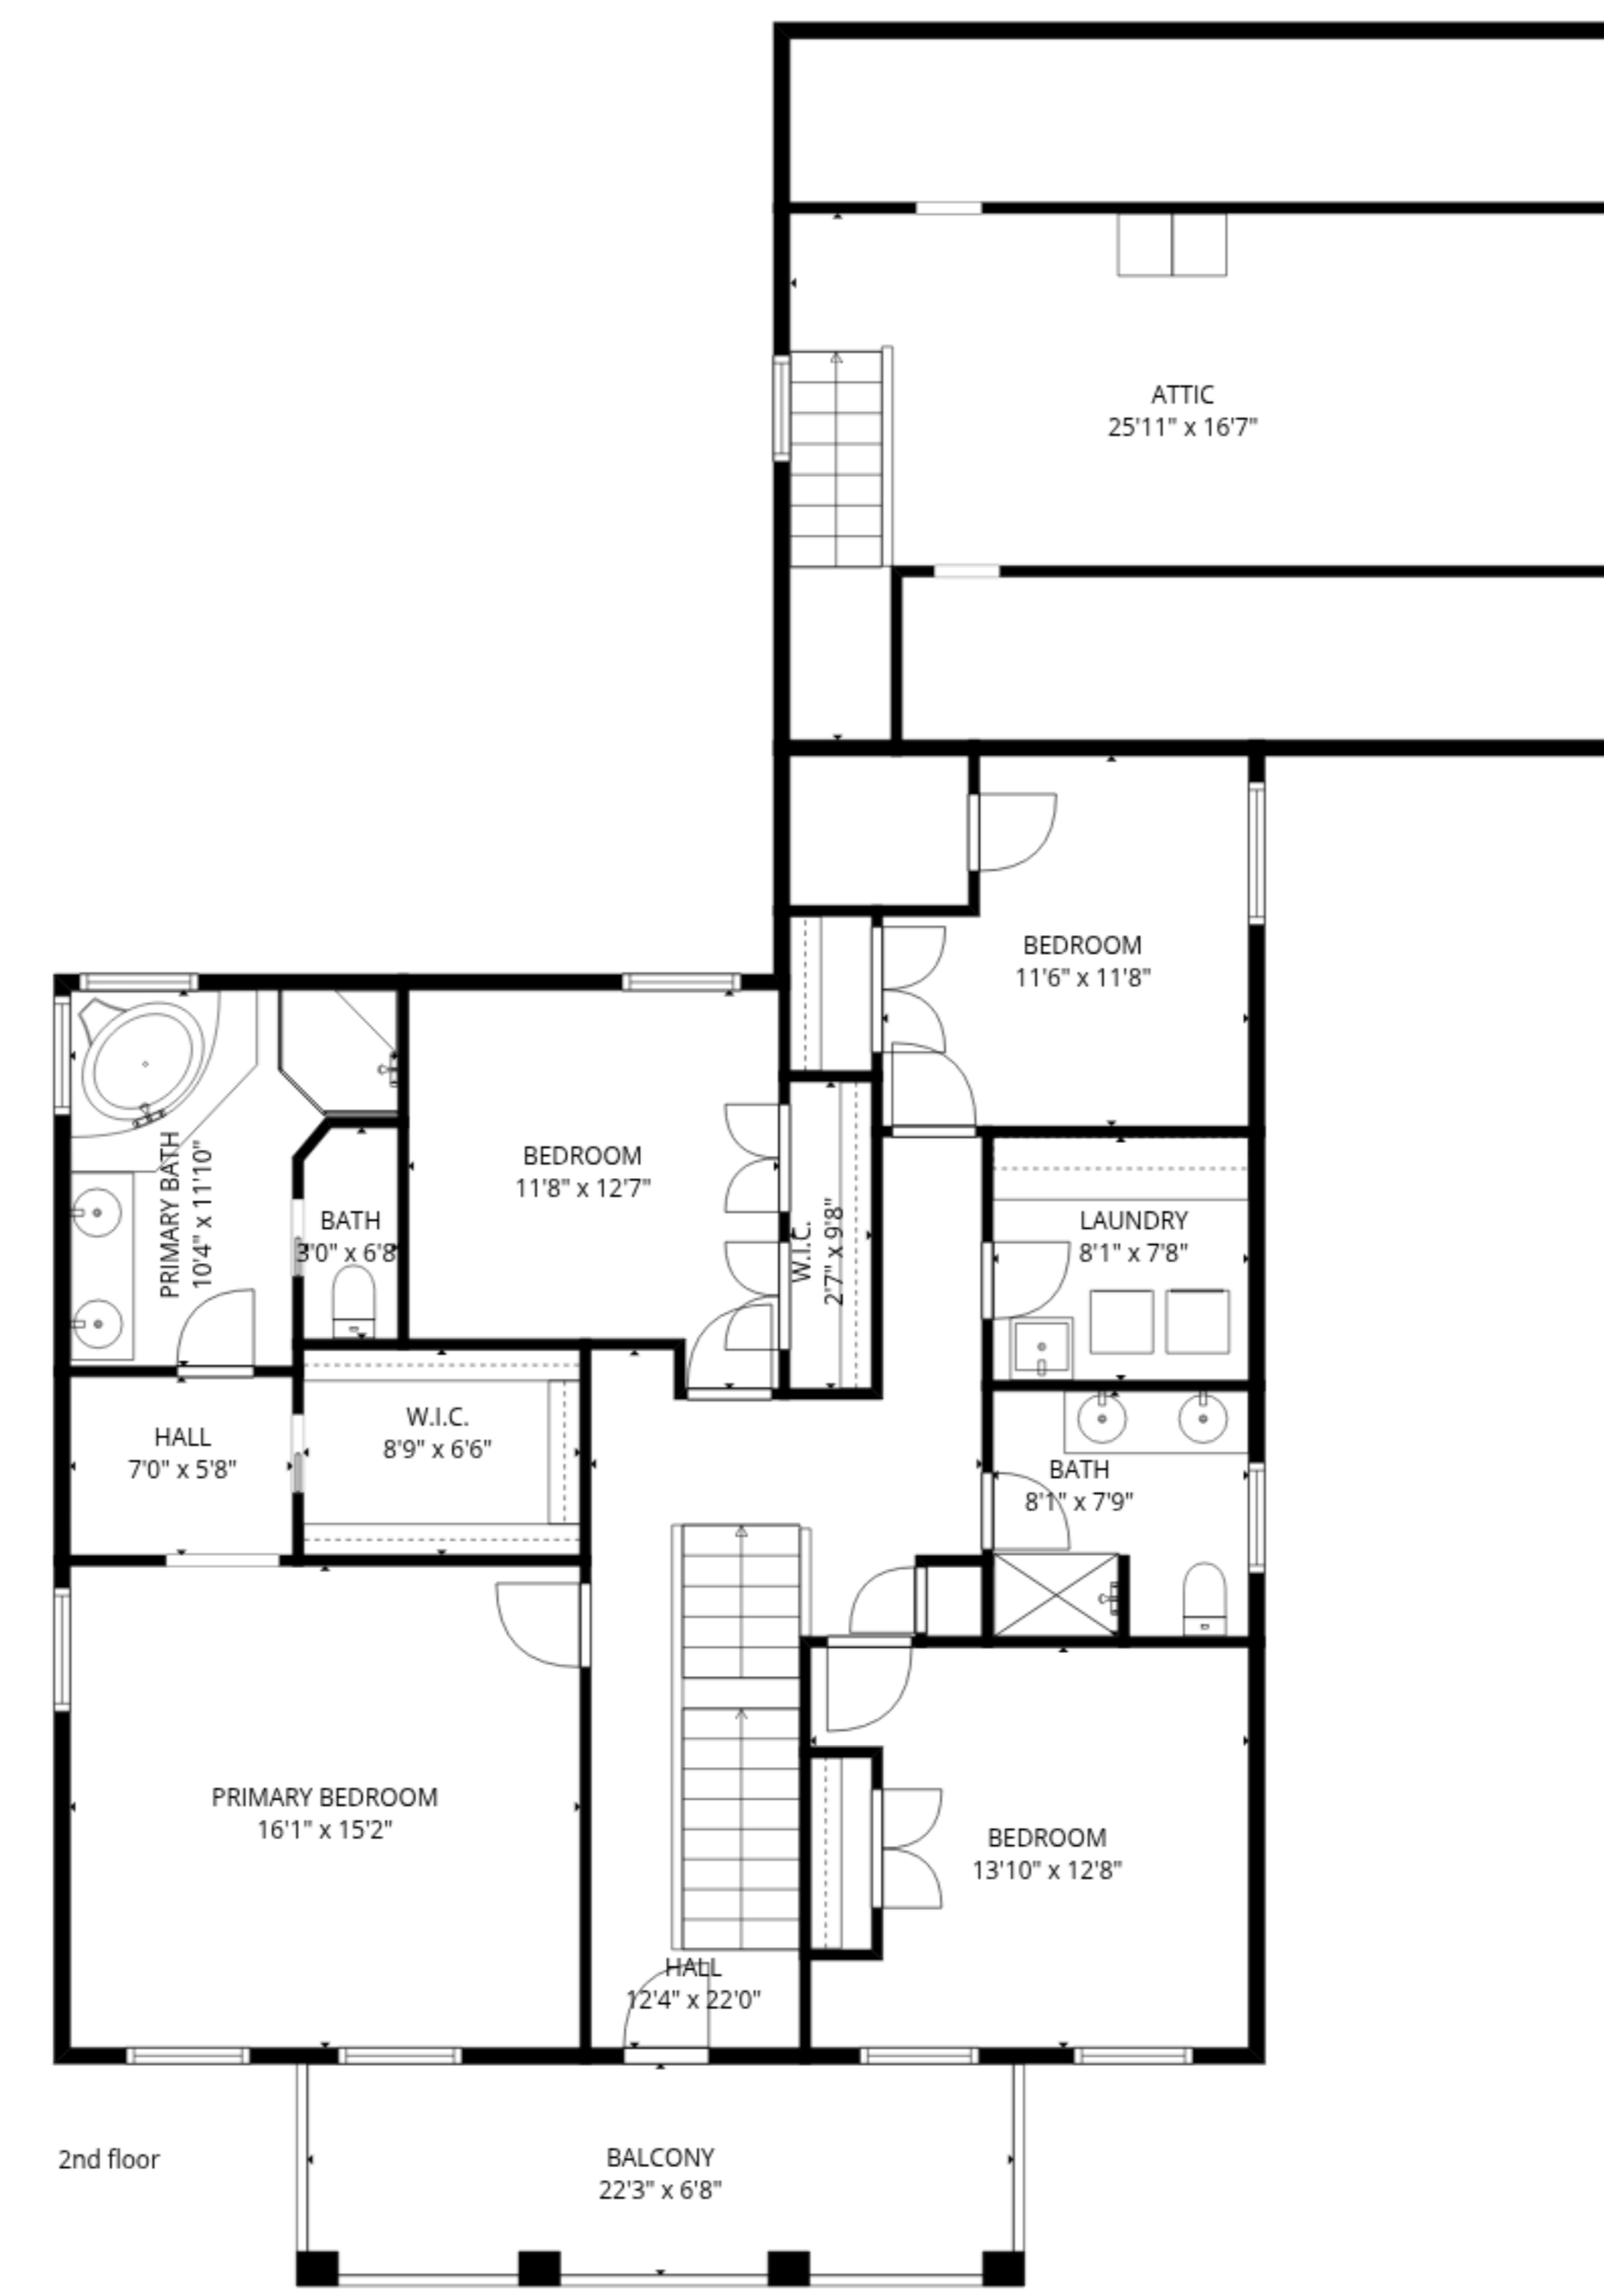 ATTIC
25'11" x 16'7"
BEDROOM
11'6" x 11'8"
BEDROOM
11'8" x 12'7"
PRIMARY BATH
10'4" x 11'10"
BATH
3'0" x 6'8"
W.I.C.
2'7" x 9'8"
LAUNDRY
8'1" x 7'8"
W.I.C.
8'9" x 6'6"
HALL
7'0" x 5'8"
BATH
8'1" x 7'9"
PRIMARY BEDROOM
16'1" x 15'2"
BEDROOM
13'10" x 12'8"
HALL
12'4" x 22'0"
2nd floor
BALCONY
22'3" x 6'8"